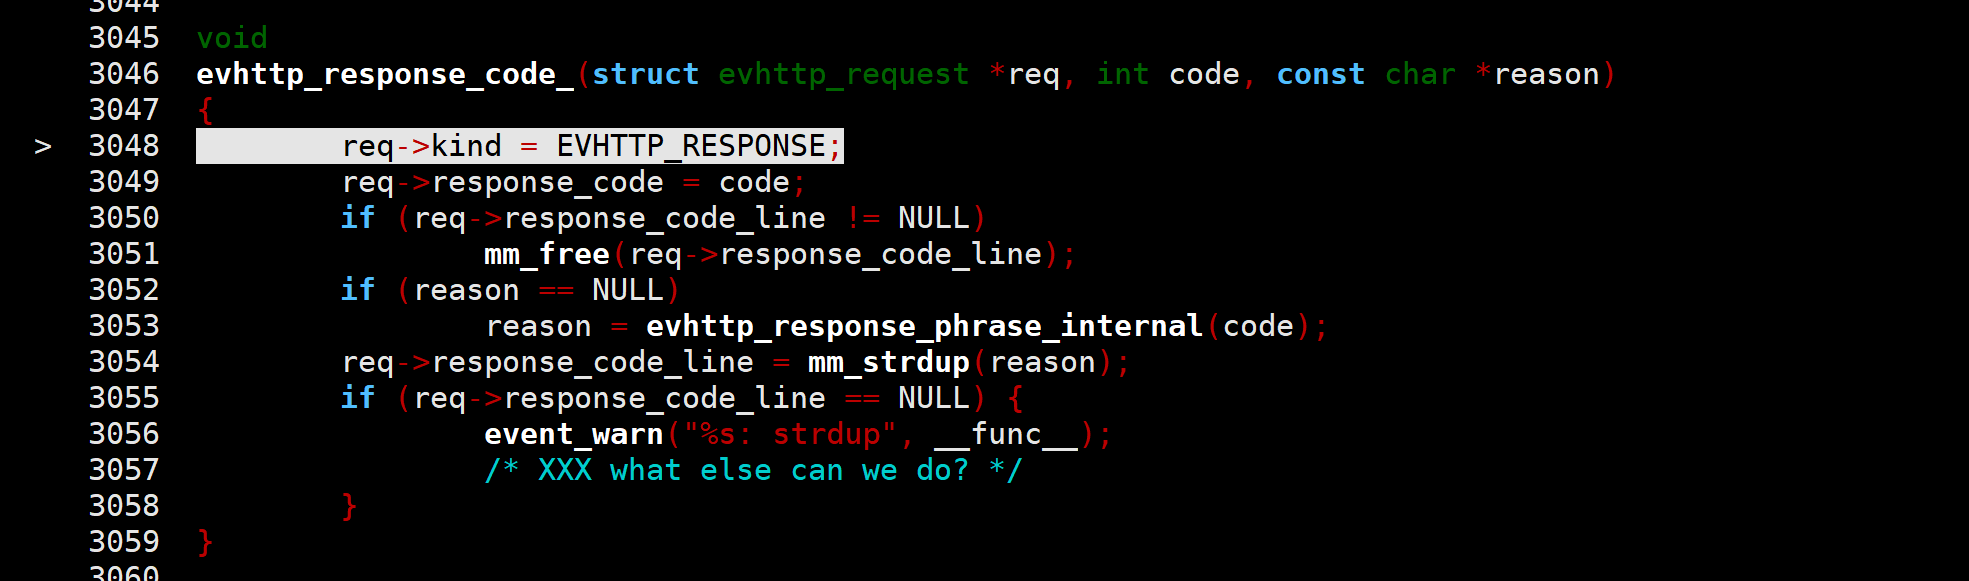 3044
3045 void
3046 evhttp_response_code_(struct evhttp_request *req, int code, const char *reason)
3047 {
> 3048         req->kind = EVHTTP_RESPONSE;
3049         req->response_code = code;
3050         if (req->response_code_line != NULL)
3051                 mm_free(req->response_code_line);
3052         if (reason == NULL)
3053                 reason = evhttp_response_phrase_internal(code);
3054         req->response_code_line = mm_strdup(reason);
3055         if (req->response_code_line == NULL) {
3056                 event_warn("%s: strdup", __func__);
3057                 /* XXX what else can we do? */
3058         }
3059 }
3060